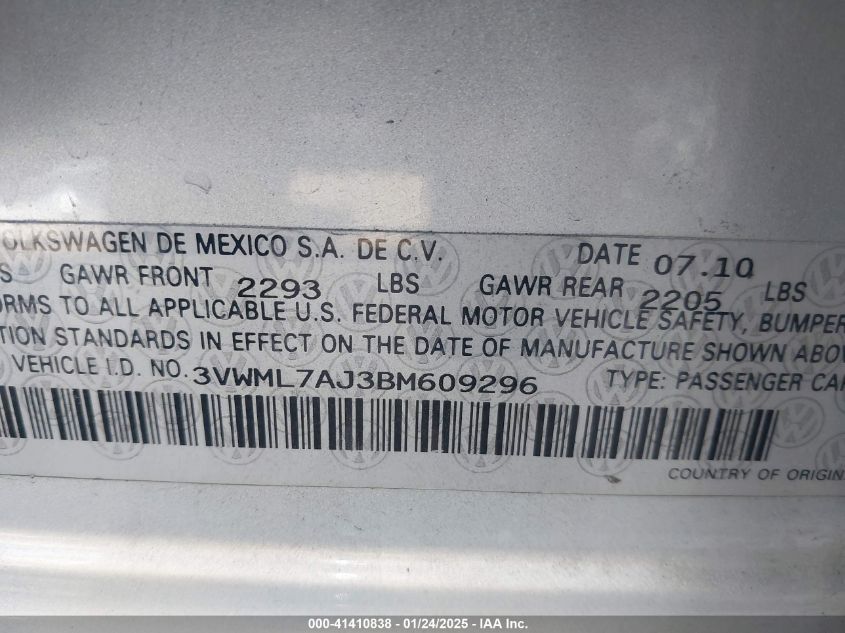 VOLKSWAGEN DE MEXICO S.A. DE C.V. DATE 07.10
S GAWR FRONT 2293 LBS GAWR REAR 2205 LBS
ORMS TO ALL APPLICABLE U.S. FEDERAL MOTOR VEHICLE SAFETY, BUMPER
TION STANDARDS IN EFFECT ON THE DATE OF MANUFACTURE SHOWN ABOV
VEHICLE I.D. NO. 3VWML7AJ3BM609296 TYPE: PASSENGER CAR
COUNTRY OF ORIGIN:
000-41410838 - 01/24/2025 - IAA Inc.